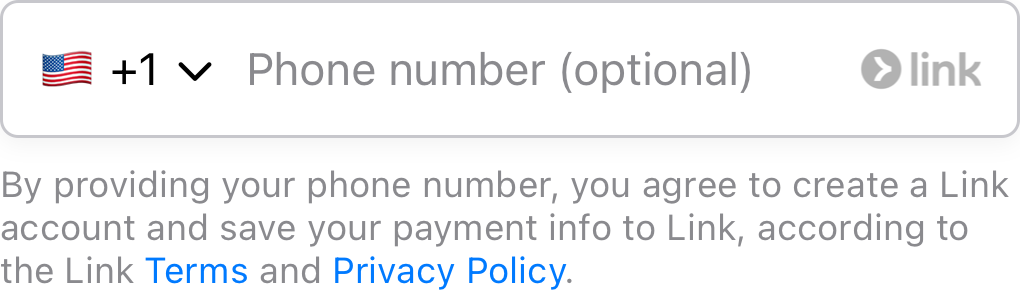 +1 Phone number (optional) link
By providing your phone number, you agree to create a Link
account and save your payment info to Link, according to
the Link Terms and Privacy Policy.